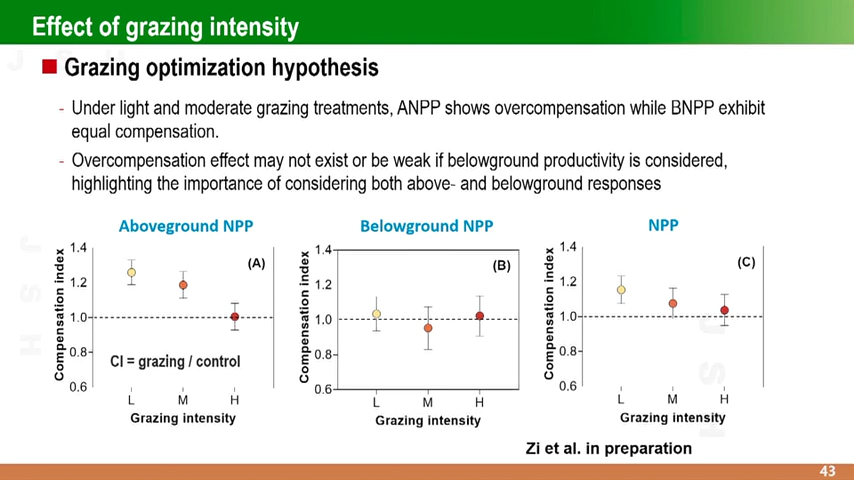 Effect of grazing intensity
Grazing optimization hypothesis
- Under light and moderate grazing treatments, ANPP shows overcompensation while BNPP exhibit
equal compensation.
- Overcompensation effect may not exist or be weak if belowground productivity is considered,
highlighting the importance of considering both above- and belowground responses
Aboveground NPP
Compensation index
1.4
1.2
1.0
0.8
0.6
(A)
CI = grazing / control
L M H
Grazing intensity
Belowground NPP
Compensation index
1.4
1.2
1.0
0.8
0.6
(B)
L M H
Grazing intensity
NPP
Compensation index
1.4
1.2
1.0
0.8
0.6
(C)
L M H
Grazing intensity
Zi et al. in preparation
43